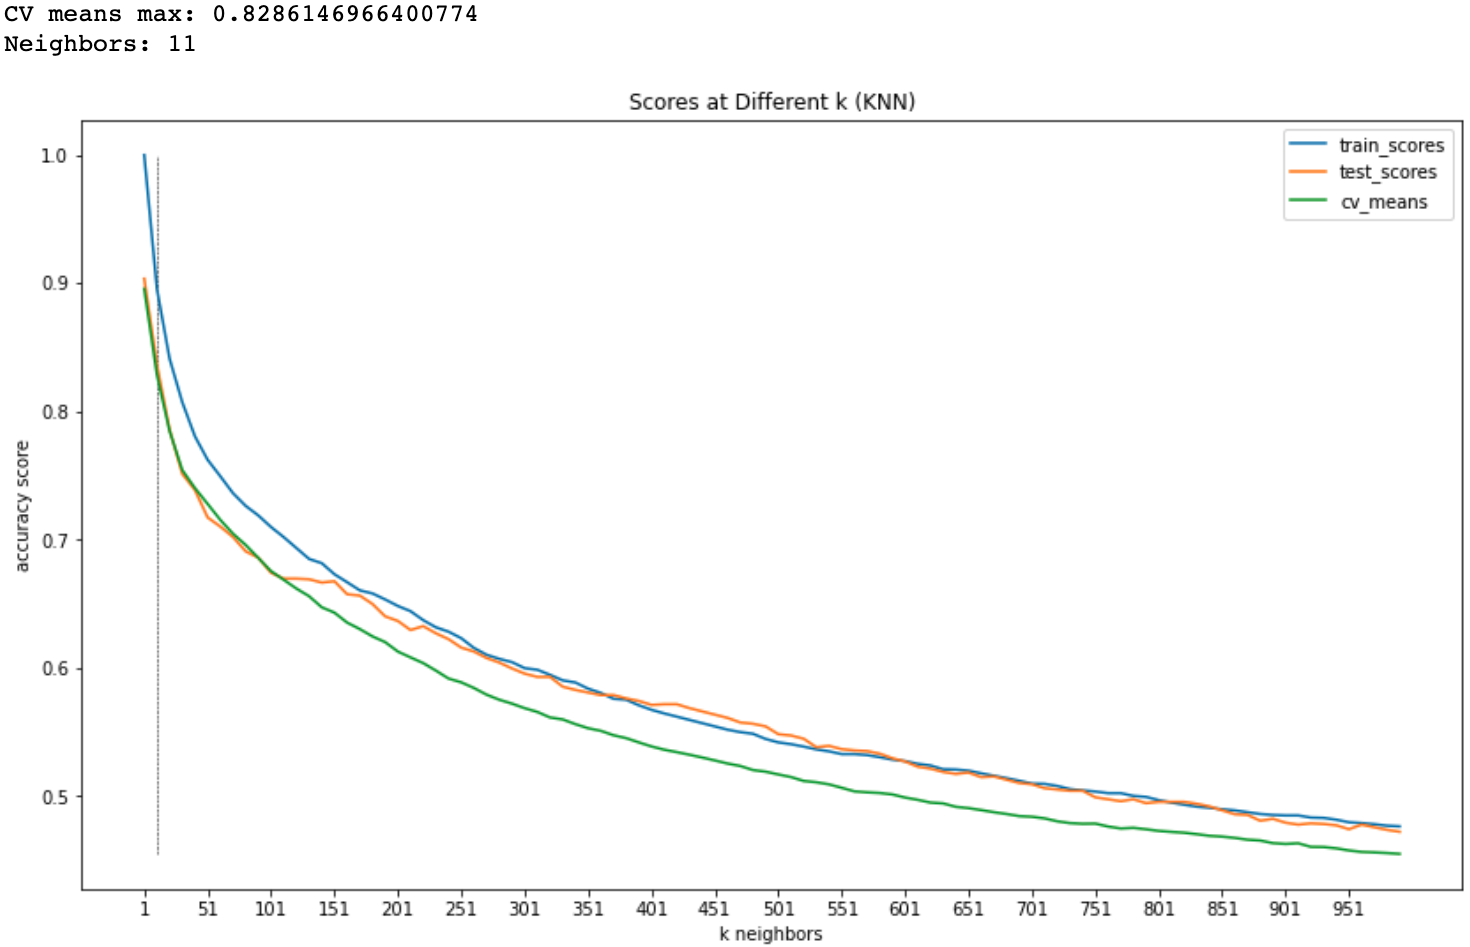 CV means max: 0.8286146966400774
Neighbors: 11
Scores at Different k (KNN)
train_scores
test_scores
cv_means
accuracy score
1.0
0.9
0.8
0.7
0.6
0.5
1 51 101 151 201 251 301 351 401 451 501 551 601 651 701 751 801 851 901 951
k neighbors